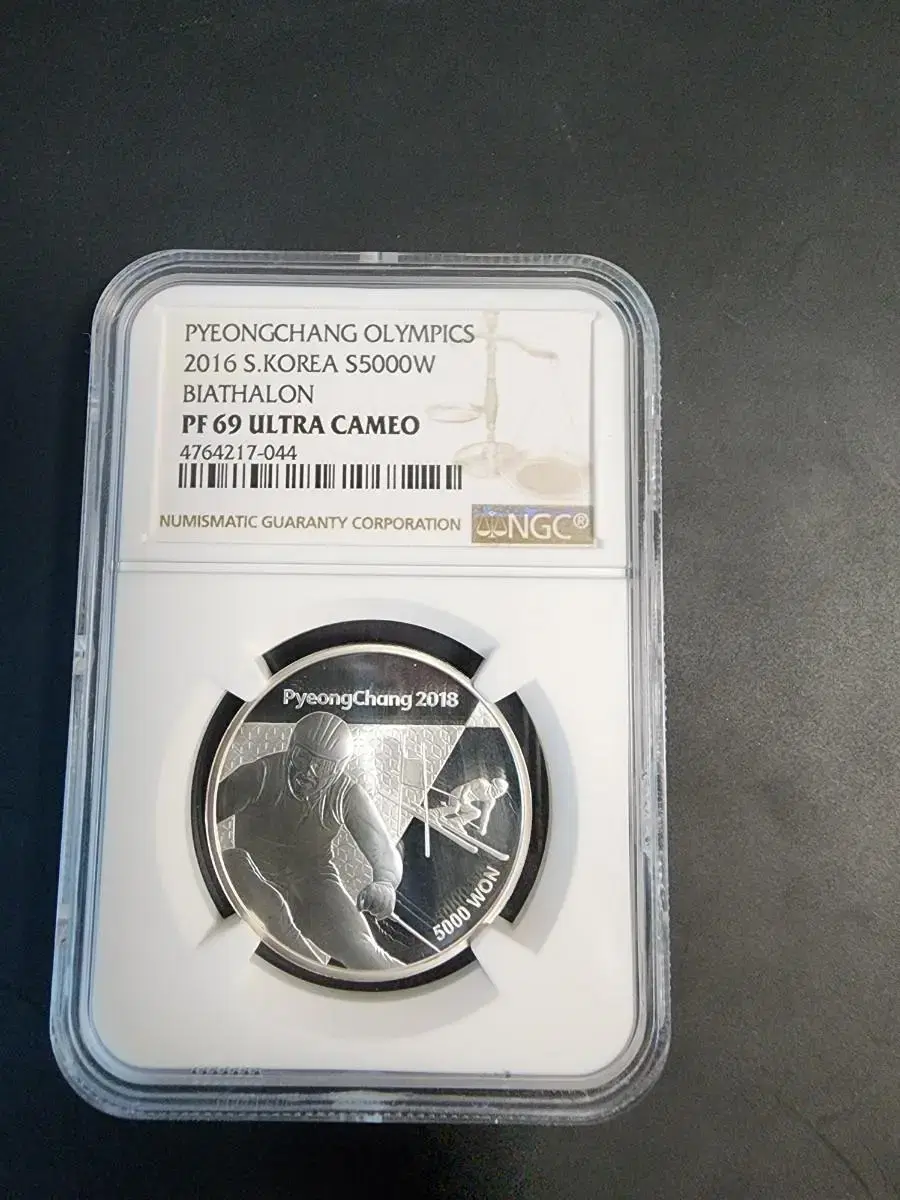 PYEONGCHANG OLYMPICS
2016 S.KOREA S5000W
BIATHALON
PF 69 ULTRA CAMEO
4764217-044
NUMISMATIC GUARANTY CORPORATION
NGC®
PyeongChang 2018
5000 WON